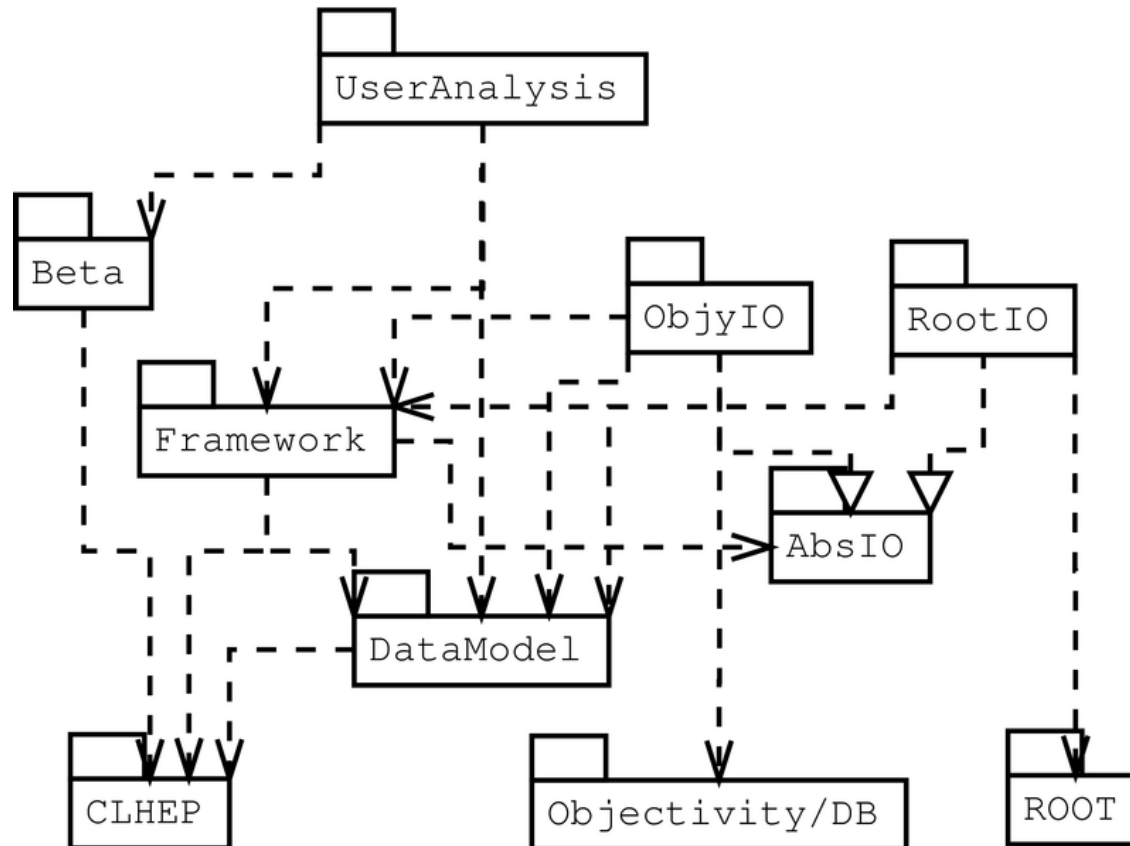 UserAnalysis
Beta
ObjyIO
RootIO
Framework
AbsIO
DataModel
CLHEP
Objectivity/DB
ROOT